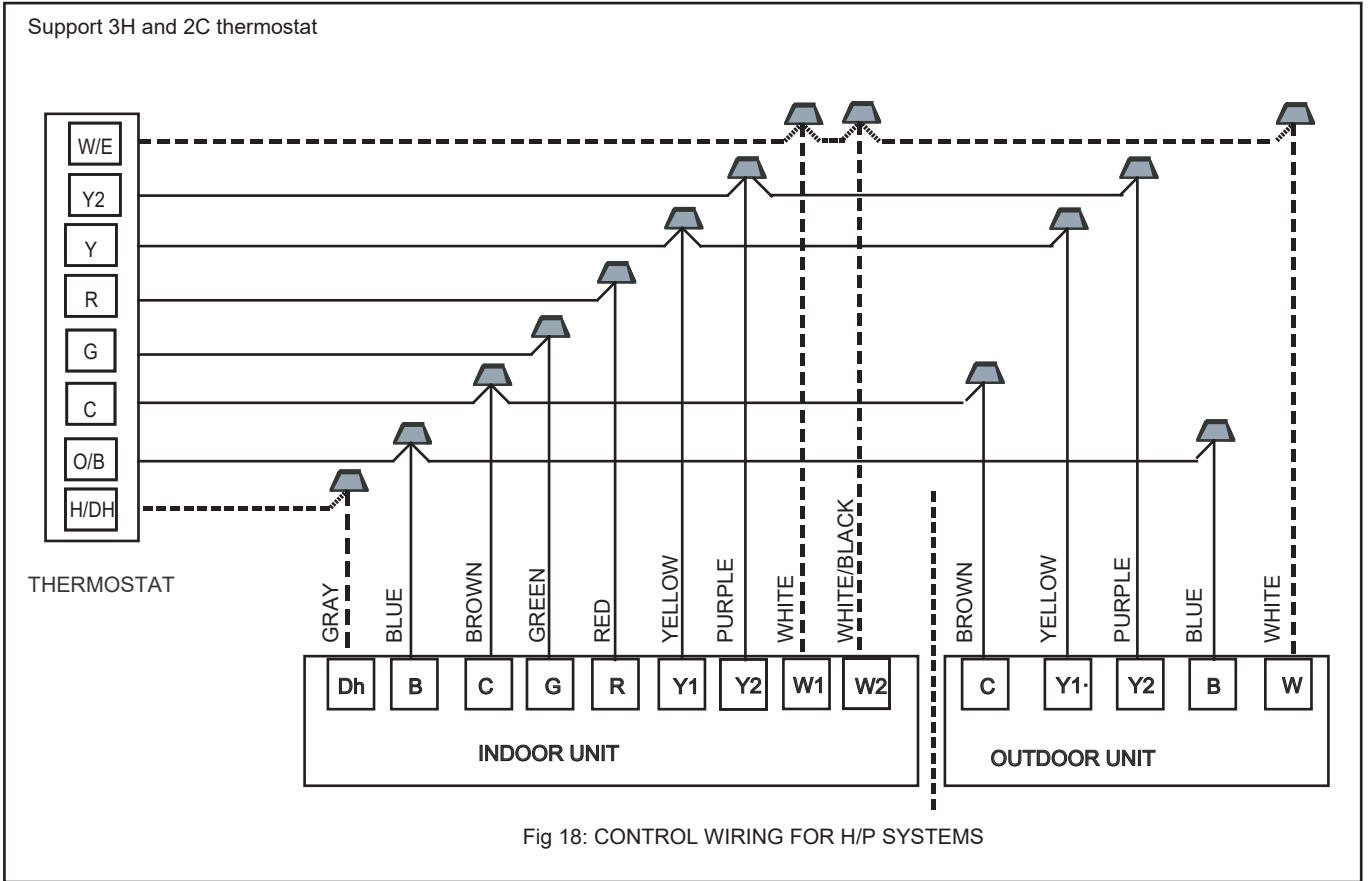 Support 3H and 2C thermostat
W/E
Y2
Y
R
G
C
O/B
H/DH
THERMOSTAT
GRAY
BLUE
BROWN
GREEN
RED
YELLOW
PURPLE
WHITE
WHITE/BLACK
BROWN
YELLOW
PURPLE
BLUE
WHITE
Dh B C G R Y1 Y2 W1 W2
INDOOR UNIT
C Y1· Y2 B W
OUTDOOR UNIT
Fig 18: CONTROL WIRING FOR H/P SYSTEMS